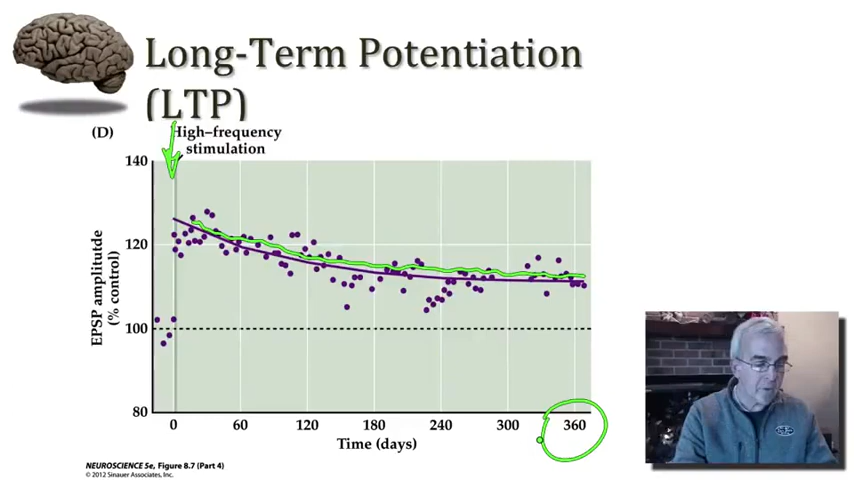 Long-Term Potentiation
(LTP)
(D)
High–frequency
stimulation
140
120
100
80
EPSP amplituide
(% control)
0
60
120
180
240
300
360
Time (days)
NEUROSCIENCE 5e, Figure 8.7 (Part 4)
© 2012 Sinauer Associates, Inc.